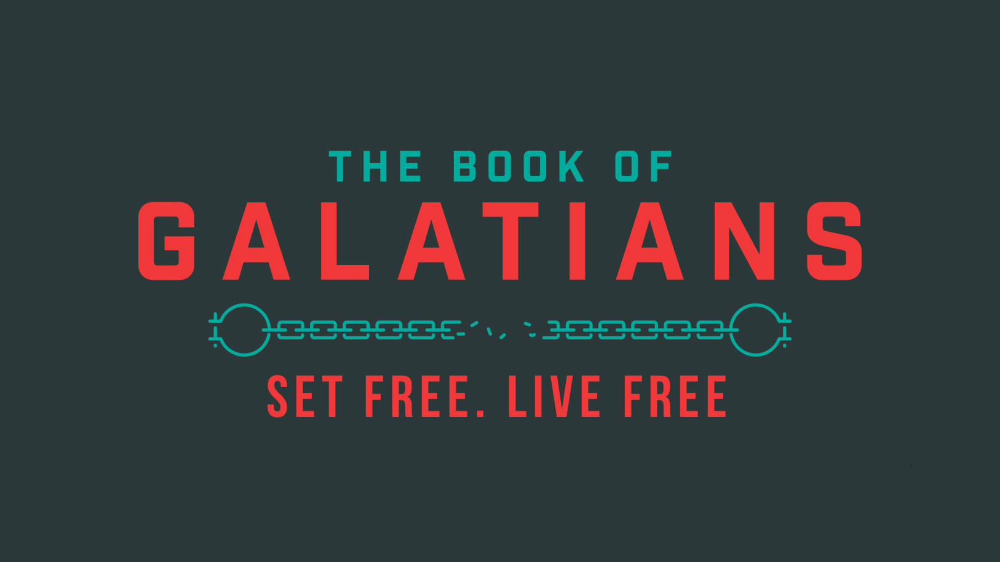 THE BOOK OF
GALATIANS
SET FREE. LIVE FREE